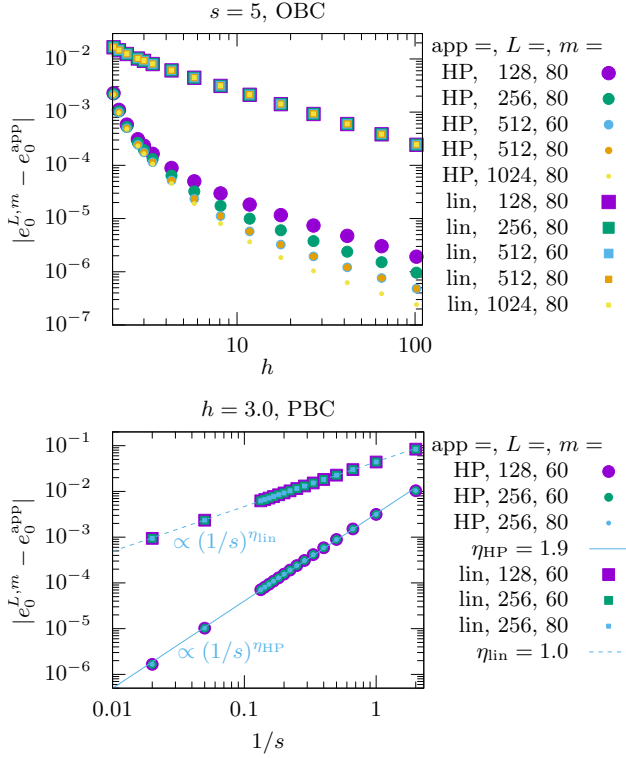 s = 5, OBC
|e₀^{L,m} − e₀^{app}|
10⁻²
10⁻³
10⁻⁴
10⁻⁵
10⁻⁶
10⁻⁷
10 100
h
app =, L =, m =
HP, 128, 80
HP, 256, 80
HP, 512, 60
HP, 512, 80
HP, 1024, 80
lin, 128, 80
lin, 256, 80
lin, 512, 60
lin, 512, 80
lin, 1024, 80
h = 3.0, PBC
|e₀^{L,m} − e₀^{app}|
10⁻¹
10⁻²
10⁻³
10⁻⁴
10⁻⁵
10⁻⁶
∝ (1/s)^{η_lin}
∝ (1/s)^{η_HP}
0.01 0.1 1
1/s
app =, L =, m =
HP, 128, 60
HP, 256, 60
HP, 256, 80
η_HP = 1.9
lin, 128, 60
lin, 256, 60
lin, 256, 80
η_lin = 1.0